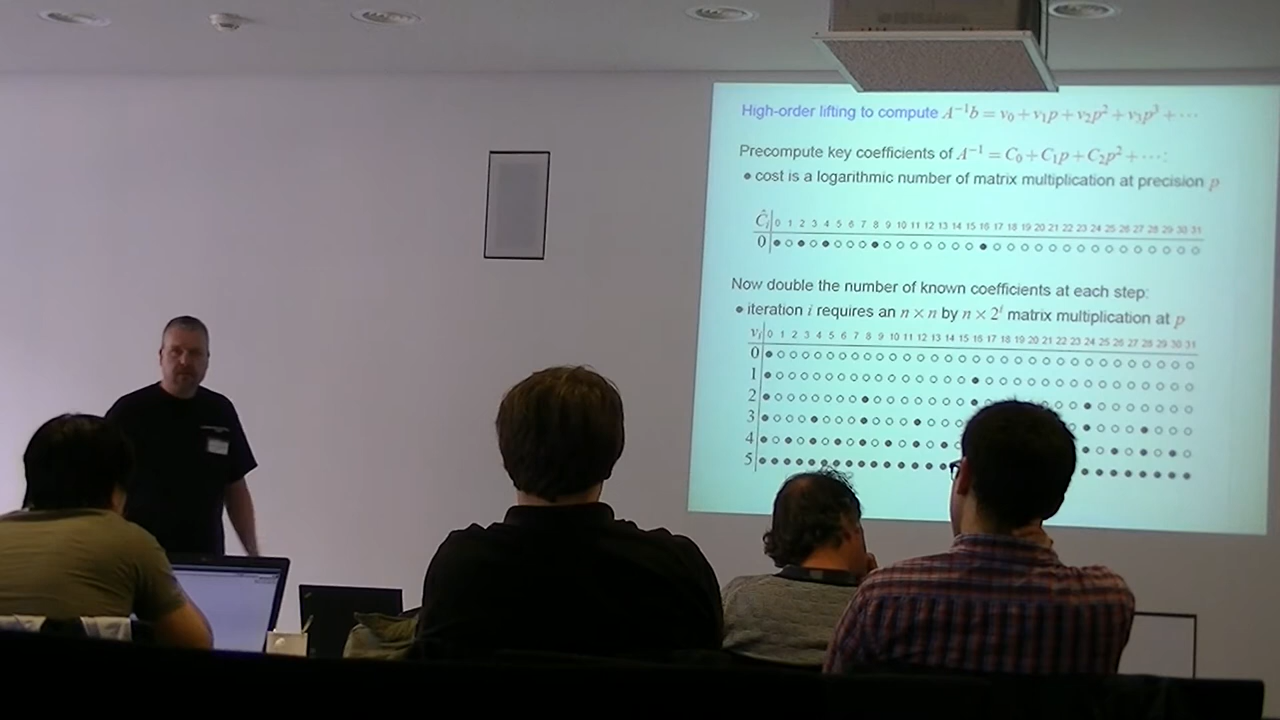 High-order lifting to compute A⁻¹b = v₀ + v₁p + v₂p² + v₃p³ + ⋯
Precompute key coefficients of A⁻¹ = C₀ + C₁p + C₂p² + ⋯:
• cost is a logarithmic number of matrix multiplication at precision p
Ĉᵢ 0 1 2 3 4 5 6 7 8 9 10 11 12 13 14 15 16 17 18 19 20 21 22 23 24 25 26 27 28 29 30 31
0 ● ○ ● ○ ● ○ ○ ○ ● ○ ○ ○ ○ ○ ○ ○ ● ○ ○ ○ ○ ○ ○ ○ ○ ○ ○ ○ ○ ○ ○ ○
Now double the number of known coefficients at each step:
• iteration i requires an n × n by n × 2ⁱ matrix multiplication at p
vᵢ 0 1 2 3 4 5 6 7 8 9 10 11 12 13 14 15 16 17 18 19 20 21 22 23 24 25 26 27 28 29 30 31
0
1
2
3
4
5